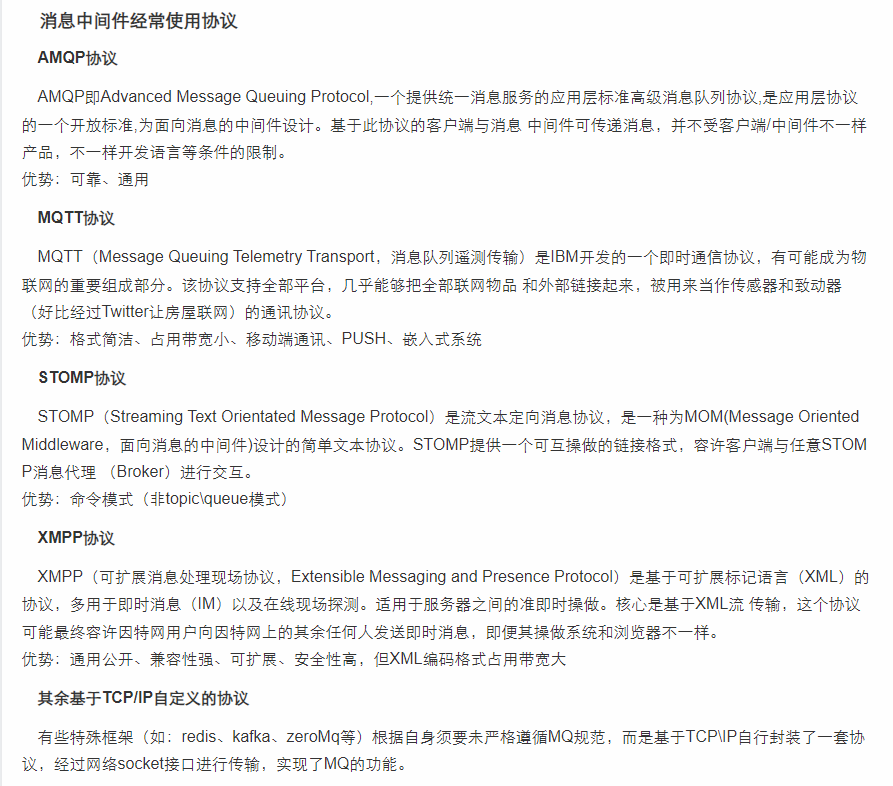 消息中间件经常使用协议
AMQP协议
AMQP即Advanced Message Queuing Protocol,一个提供统一消息服务的应用层标准高级消息队列协议,是应用层协议
的一个开放标准,为面向消息的中间件设计。基于此协议的客户端与消息 中间件可传递消息，并不受客户端/中间件不一样
产品，不一样开发语言等条件的限制。
优势：可靠、通用
MQTT协议
MQTT（Message Queuing Telemetry Transport，消息队列遥测传输）是IBM开发的一个即时通信协议，有可能成为物
联网的重要组成部分。该协议支持全部平台，几乎能够把全部联网物品 和外部链接起来，被用来当作传感器和致动器
（好比经过Twitter让房屋联网）的通讯协议。
优势：格式简洁、占用带宽小、移动端通讯、PUSH、嵌入式系统
STOMP协议
STOMP（Streaming Text Orientated Message Protocol）是流文本定向消息协议，是一种为MOM(Message Oriented
Middleware，面向消息的中间件)设计的简单文本协议。STOMP提供一个可互操做的链接格式，容许客户端与任意STOM
P消息代理 （Broker）进行交互。
优势：命令模式（非topic\queue模式）
XMPP协议
XMPP（可扩展消息处理现场协议，Extensible Messaging and Presence Protocol）是基于可扩展标记语言（XML）的
协议，多用于即时消息（IM）以及在线现场探测。适用于服务器之间的准即时操做。核心是基于XML流 传输，这个协议
可能最终容许因特网用户向因特网上的其余任何人发送即时消息，即便其操做系统和浏览器不一样。
优势：通用公开、兼容性强、可扩展、安全性高，但XML编码格式占用带宽大
其余基于TCP/IP自定义的协议
有些特殊框架（如：redis、kafka、zeroMq等）根据自身须要未严格遵循MQ规范，而是基于TCP\IP自行封装了一套协
议，经过网络socket接口进行传输，实现了MQ的功能。